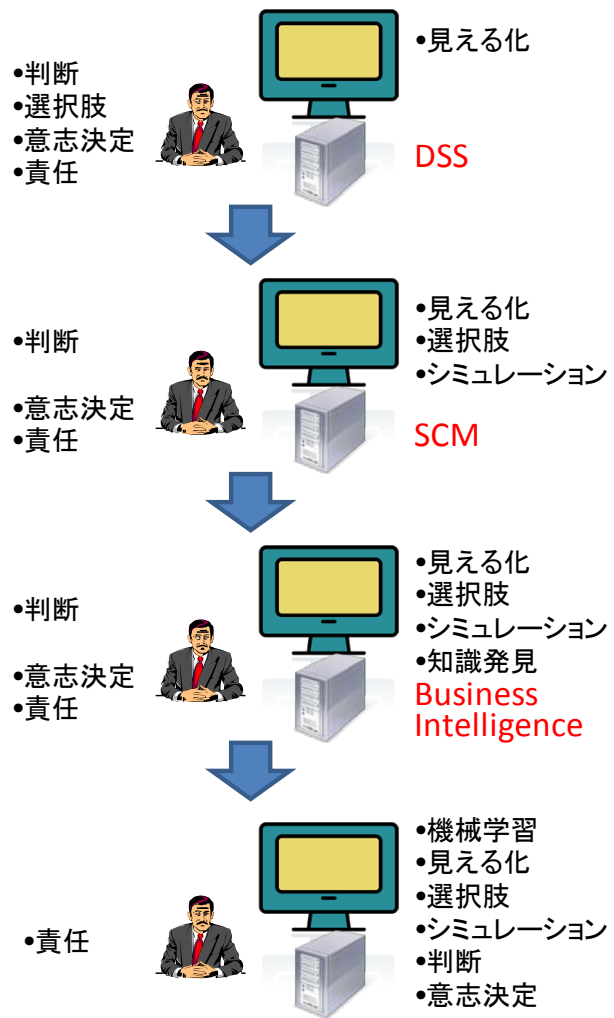 •判断
•選択肢
•意志決定
•責任
•見える化
DSS
•判断
•意志決定
•責任
•見える化
•選択肢
•シミュレーション
SCM
•判断
•意志決定
•責任
•見える化
•選択肢
•シミュレーション
•知識発見
Business
Intelligence
•責任
•機械学習
•見える化
•選択肢
•シミュレーション
•判断
•意志決定